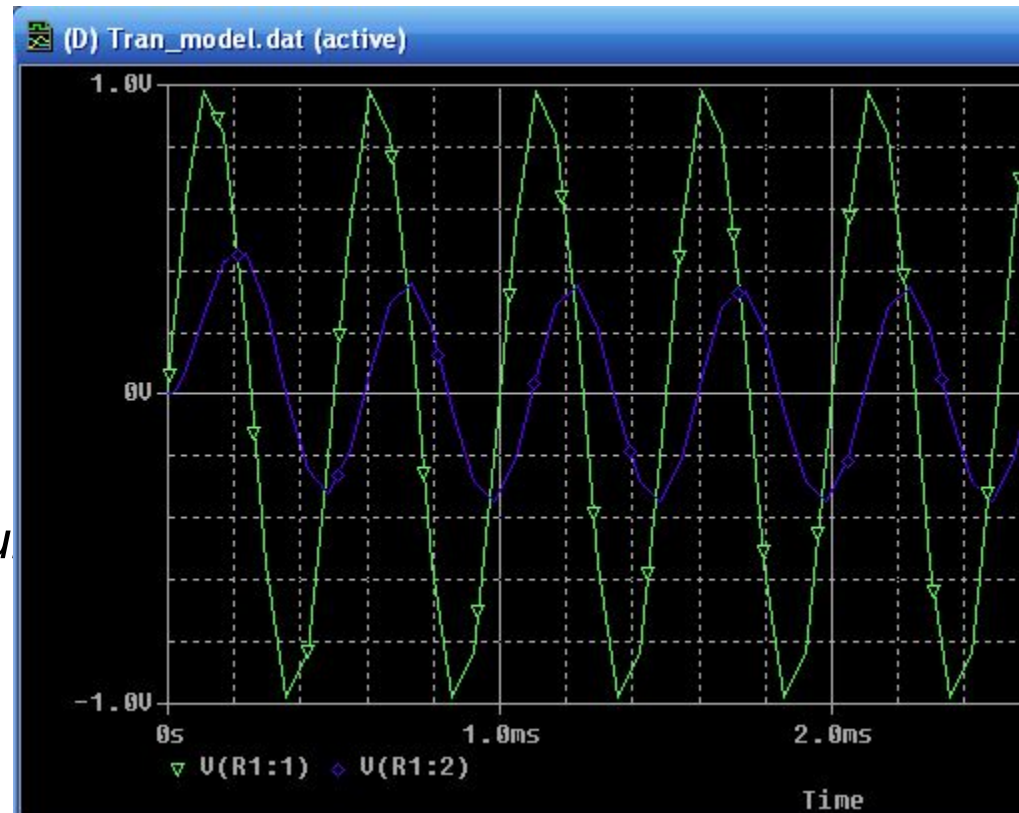 (D) Tran_model.dat (active)
1.0V
0V
-1.0V
0s 1.0ms 2.0ms
V(R1:1) V(R1:2)
Time